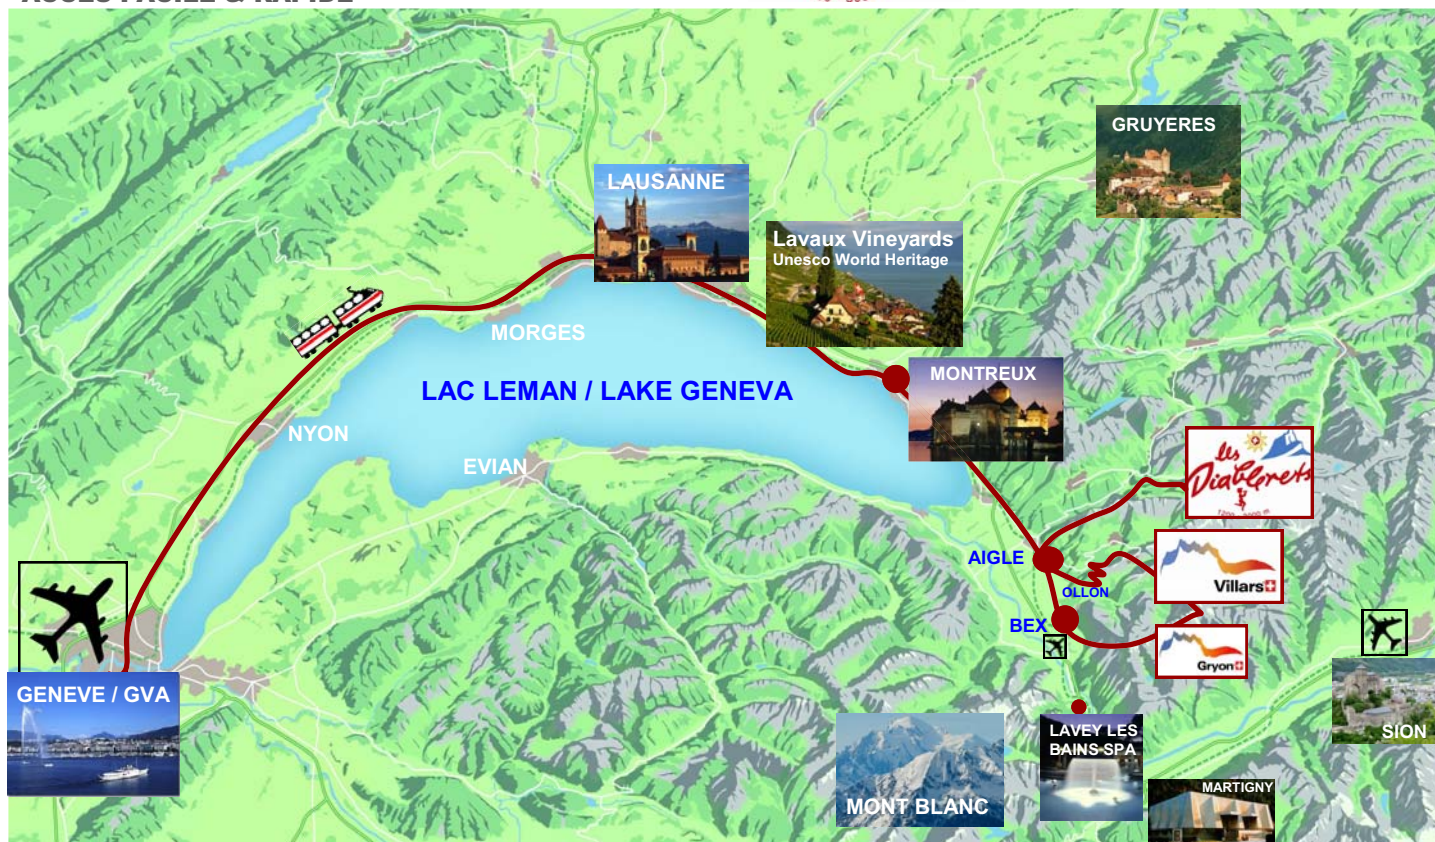 GRUYERES
LAUSANNE
Lavaux Vineyards
Unesco World Heritage
MORGES
MONTREUX
LAC LEMAN / LAKE GENEVA
NYON
EVIAN
les
Diablerets
AIGLE
Villars
OLLON
BEX
Gryon
GENEVE / GVA
LAVEY LES
BAINS-SPA
SION
MONT BLANC
MARTIGNY